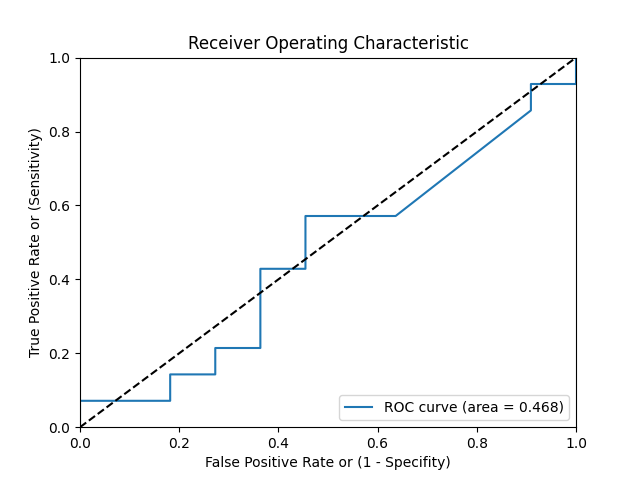 Receiver Operating Characteristic
1.0
0.8
0.6
0.4
0.2
0.0
True Positive Rate or (Sensitivity)
ROC curve (area = 0.468)
0.0 0.2 0.4 0.6 0.8 1.0
False Positive Rate or (1 - Specifity)